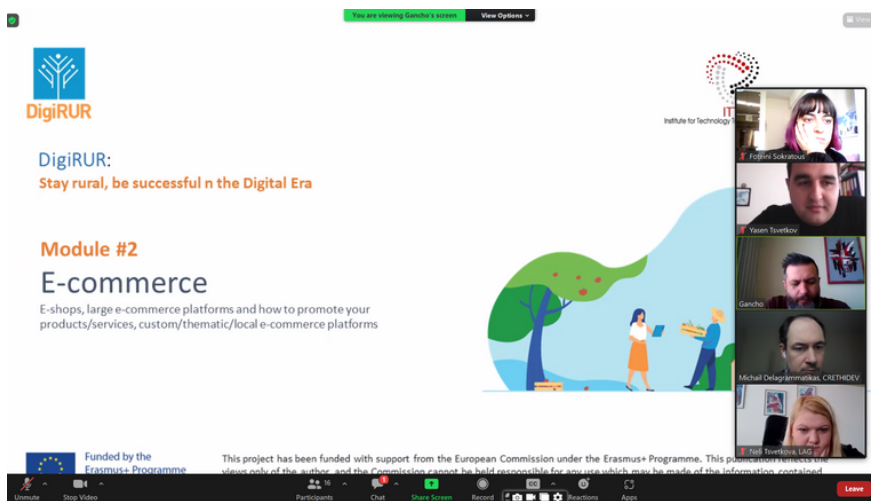 You are viewing Gancho's screen
View Options
View
DigiRUR
Institute for Technology
DigiRUR:
Stay rural, be successful n the Digital Era
Module #2
E-commerce
E-shops, large e-commerce platforms and how to promote your
products/services, custom/thematic/local e-commerce platforms
Fotini Sokratous
Yasen Tsvetkov
Gancho
Michail Delagrammatikas, CRETHIDEV
Neli Tsvetkova, LAG
Funded by the
Erasmus+ Programme
This project has been funded with support from the European Commission under the Erasmus+ Programme. This publication reflects the
views only of the author, and the Commission cannot be held responsible for any use which may be made of the information contained
Unmute
Stop Video
16
Participants
1
Chat
Share Screen
Record
CC
Reactions
Apps
Leave